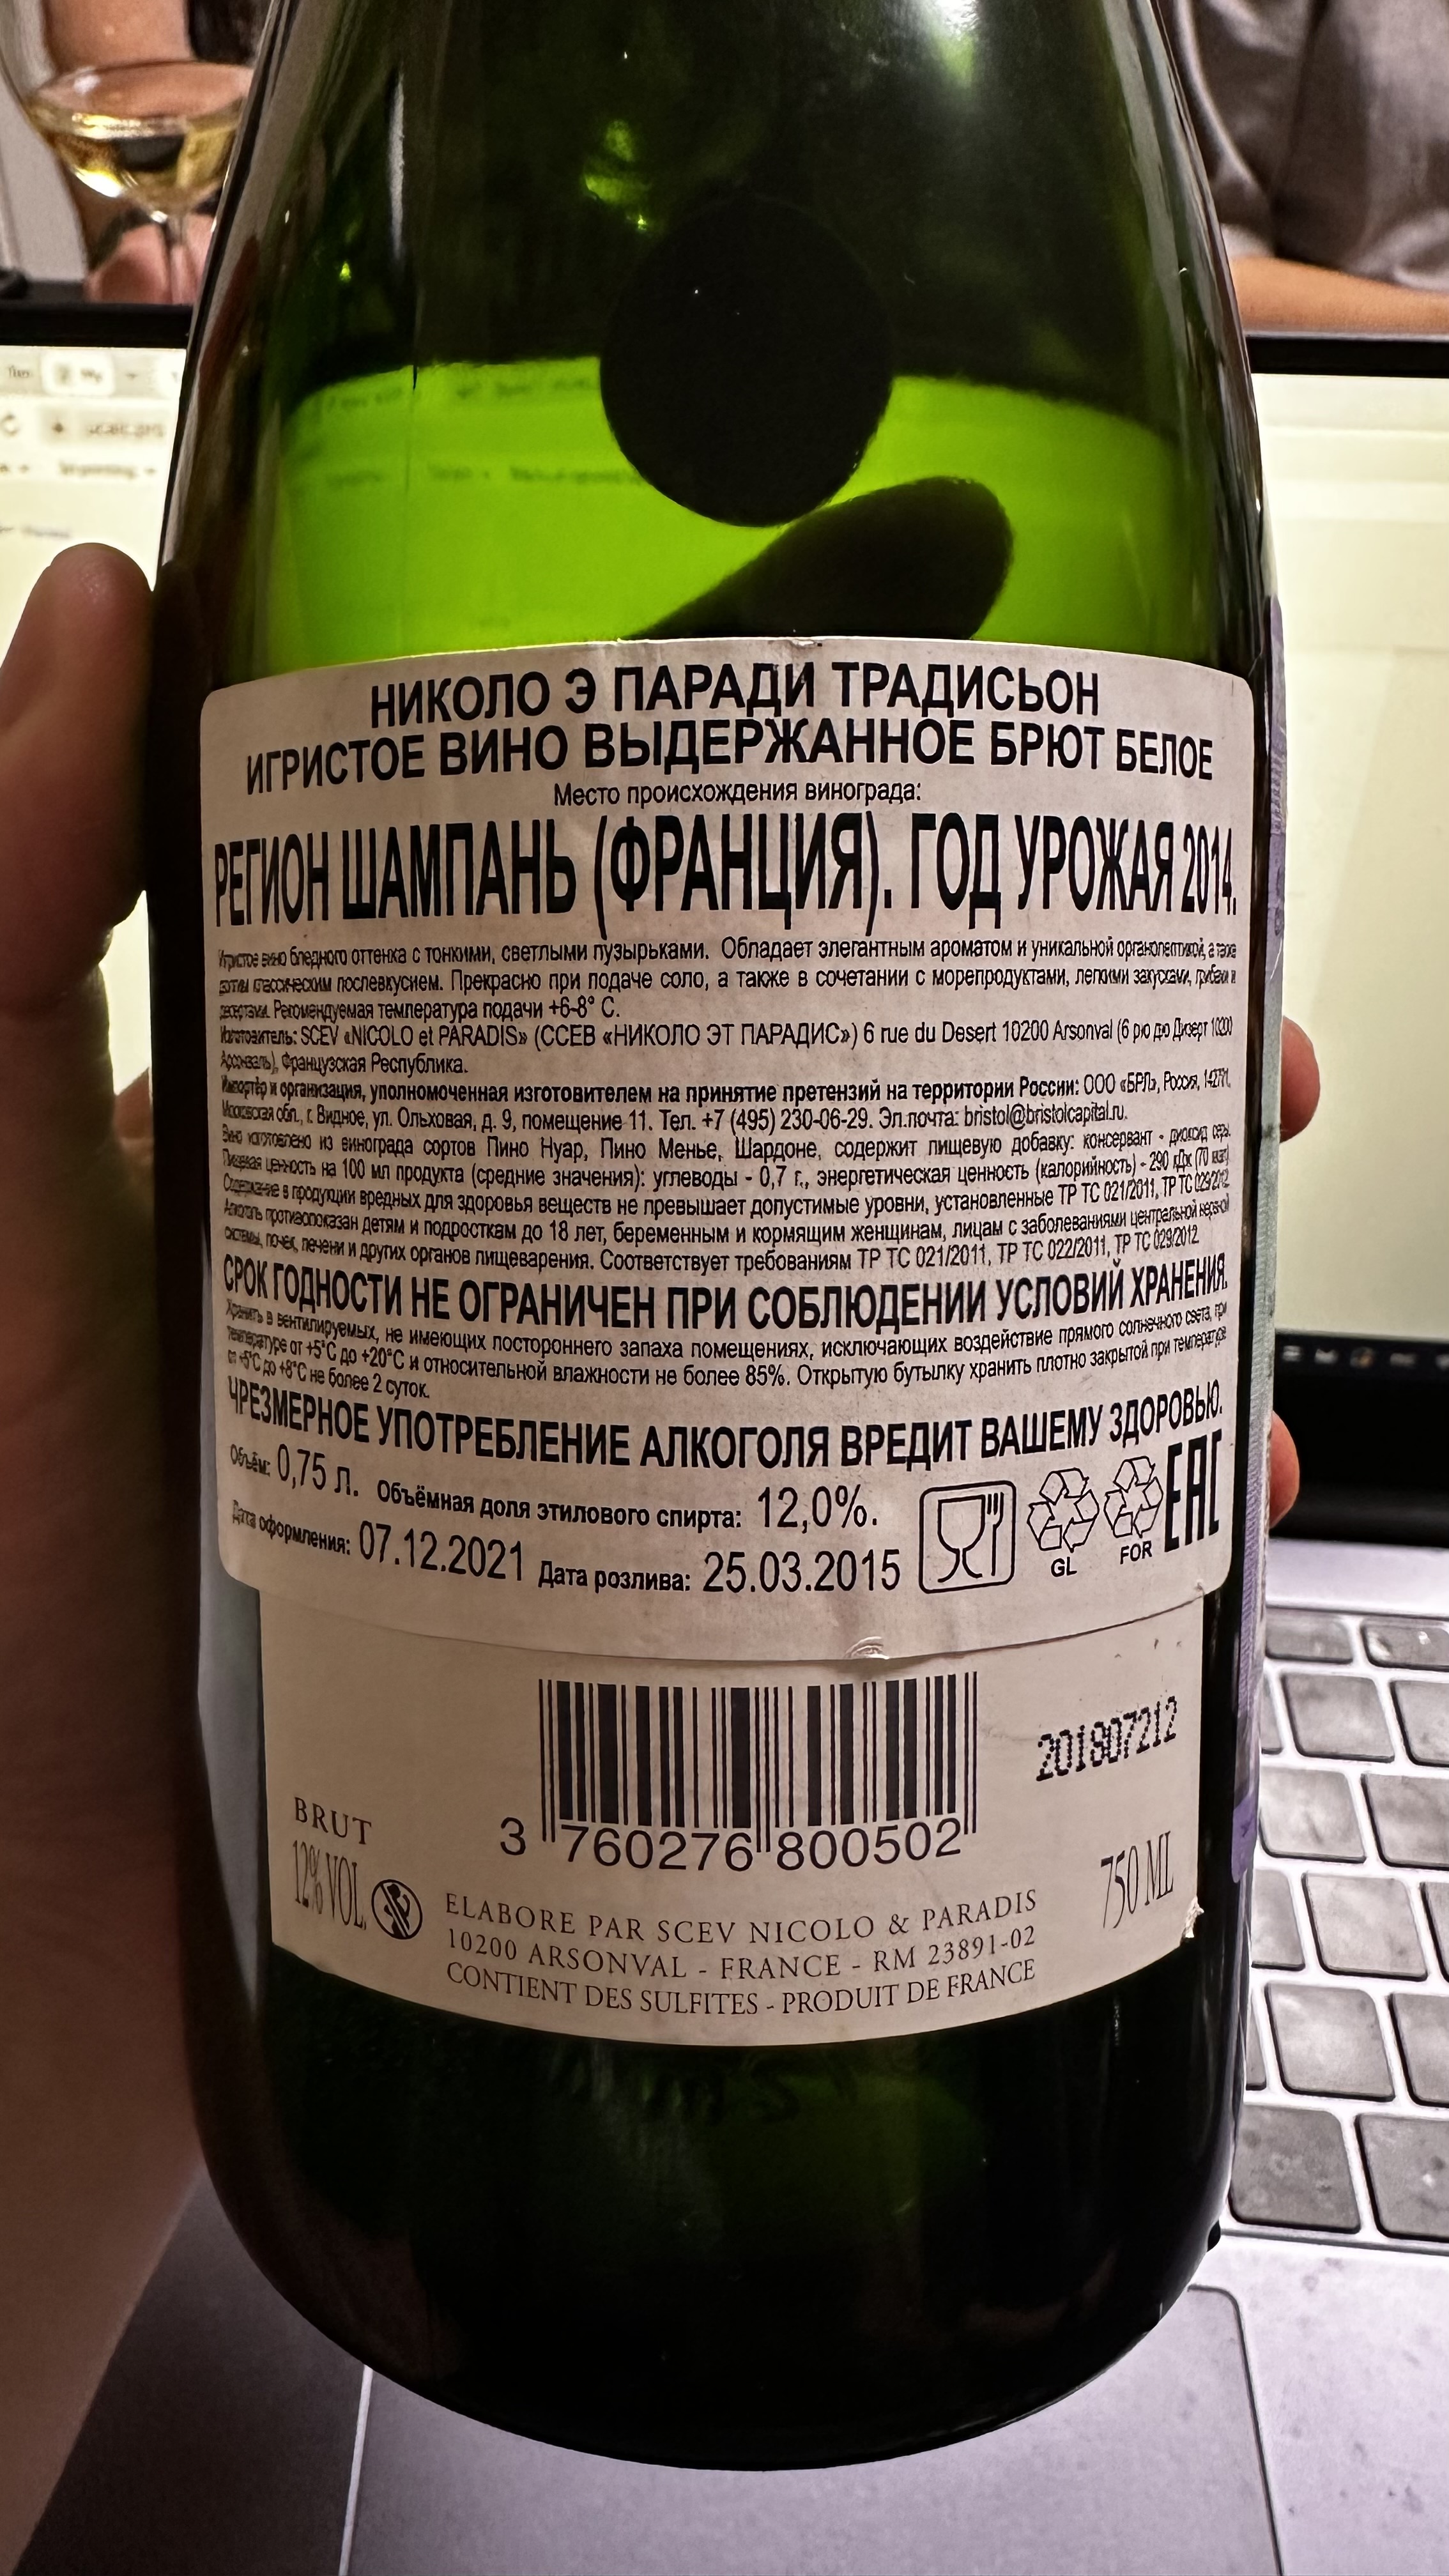 НИКОЛО Э ПАРАДИ ТРАДИСЬОН
ИГРИСТОЕ ВИНО ВЫДЕРЖАННОЕ БРЮТ БЕЛОЕ
Место происхождения винограда:
РЕГИОН ШАМПАНЬ (ФРАНЦИЯ). ГОД УРОЖАЯ 2014.
Игристое вино бледного оттенка с тонкими, светлыми пузырьками. Обладает элегантным ароматом и уникальной органолептикой, а также
долгим классическим послевкусием. Прекрасно при подаче соло, а также в сочетании с морепродуктами, легкими закусками, грибами и
десертами. Рекомендуемая температура подачи +6-8° С.
Изготовитель: SCEV «NICOLO et PARADIS» (ССЕВ «НИКОЛО ЭТ ПАРАДИС») 6 rue du Desert 10200 Arsonval (6 рю дю Дизерт 10200
Арсонваль), Французская Республика.
Импортёр и организация, уполномоченная изготовителем на принятие претензий на территории России: ООО «БРЛ», Россия, 142701,
Московская обл., г. Видное, ул. Ольховая, д. 9, помещение 11. Тел. +7 (495) 230-06-29. Эл.почта: bristol@bristolcapital.ru.
Вино изготовлено из винограда сортов Пино Нуар, Пино Менье, Шардоне, содержит пищевую добавку: консервант - диоксид серы.
Пищевая ценность на 100 мл продукта (средние значения): углеводы - 0,7 г., энергетическая ценность (калорийность) - 290 кДж (70 ккал)
Содержание в продукции вредных для здоровья веществ не превышает допустимые уровни, установленные ТР ТС 021/2011, ТР ТС 029/2012.
Алкоголь противопоказан детям и подросткам до 18 лет, беременным и кормящим женщинам, лицам с заболеваниями центральной нервной
системы, почек, печени и других органов пищеварения. Соответствует требованиям ТР ТС 021/2011, ТР ТС 022/2011, ТР ТС 029/2012
СРОК ГОДНОСТИ НЕ ОГРАНИЧЕН ПРИ СОБЛЮДЕНИИ УСЛОВИЙ ХРАНЕНИЯ.
Хранить в вентилируемых, не имеющих постороннего запаха помещениях, исключающих воздействие прямого солнечного света, при
температуре от +5°С до +20°С и относительной влажности не более 85%. Открытую бутылку хранить плотно закрытой при температуре
от +5°С до +8°С не более 2 суток.
ЧРЕЗМЕРНОЕ УПОТРЕБЛЕНИЕ АЛКОГОЛЯ ВРЕДИТ ВАШЕМУ ЗДОРОВЬЮ.
Объём: 0,75 л. Объёмная доля этилового спирта: 12,0%.
Дата оформления: 07.12.2021 Дата розлива: 25.03.2015
GL FOR EAC
201807212
3 760276 800502
BRUT
12% VOL.
750 ML
ELABORE PAR SCEV NICOLO & PARADIS
10200 ARSONVAL - FRANCE - RM 23891-02
CONTIENT DES SULFITES - PRODUIT DE FRANCE